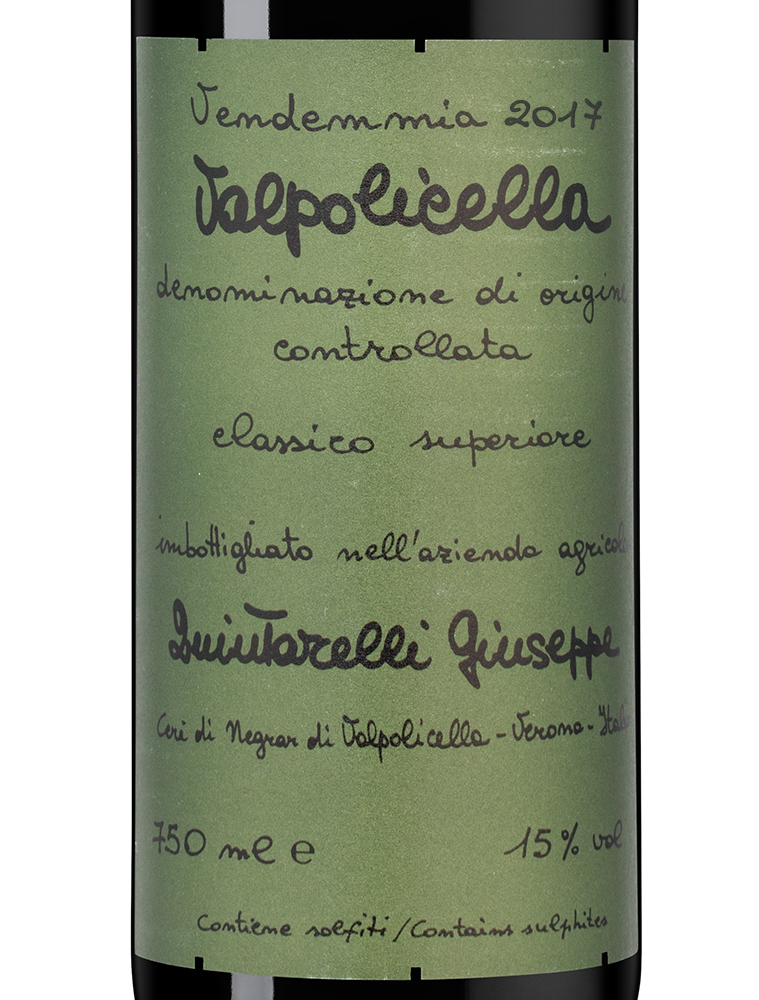 Vendemmia 2017
Valpolicella
denominazione di origine
controllata
classico superiore
imbottigliato nell'azienda agricola
Quintarelli Giuseppe
Cerè di Negrar di Valpolicella - Verona - Italia
750 ml e 15% vol
Contiene solfiti / Contains sulphites